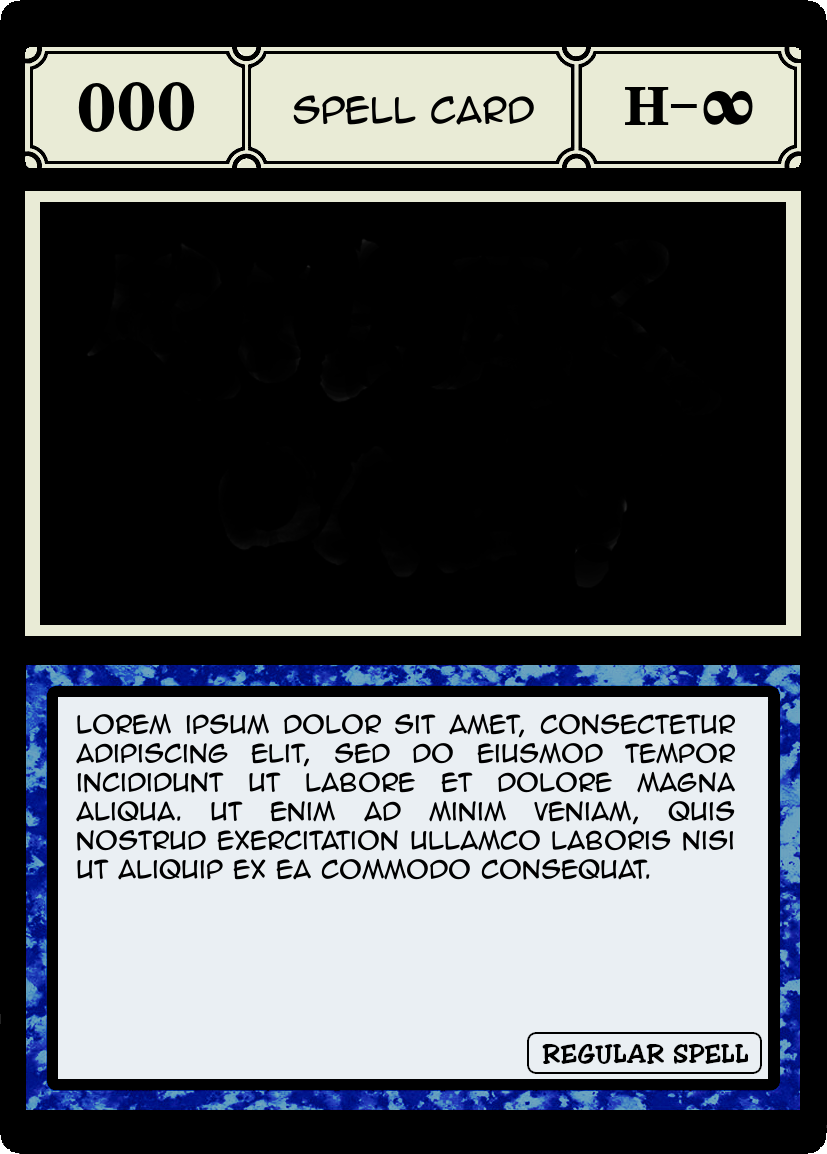 000 SPELL CARD H-∞
LOREM IPSUM DOLOR SIT AMET, CONSECTETUR
ADIPISCING ELIT, SED DO EIUSMOD TEMPOR
INCIDIDUNT UT LABORE ET DOLORE MAGNA
ALIQUA. UT ENIM AD MINIM VENIAM, QUIS
NOSTRUD EXERCITATION ULLAMCO LABORIS NISI
UT ALIQUIP EX EA COMMODO CONSEQUAT.
REGULAR SPELL